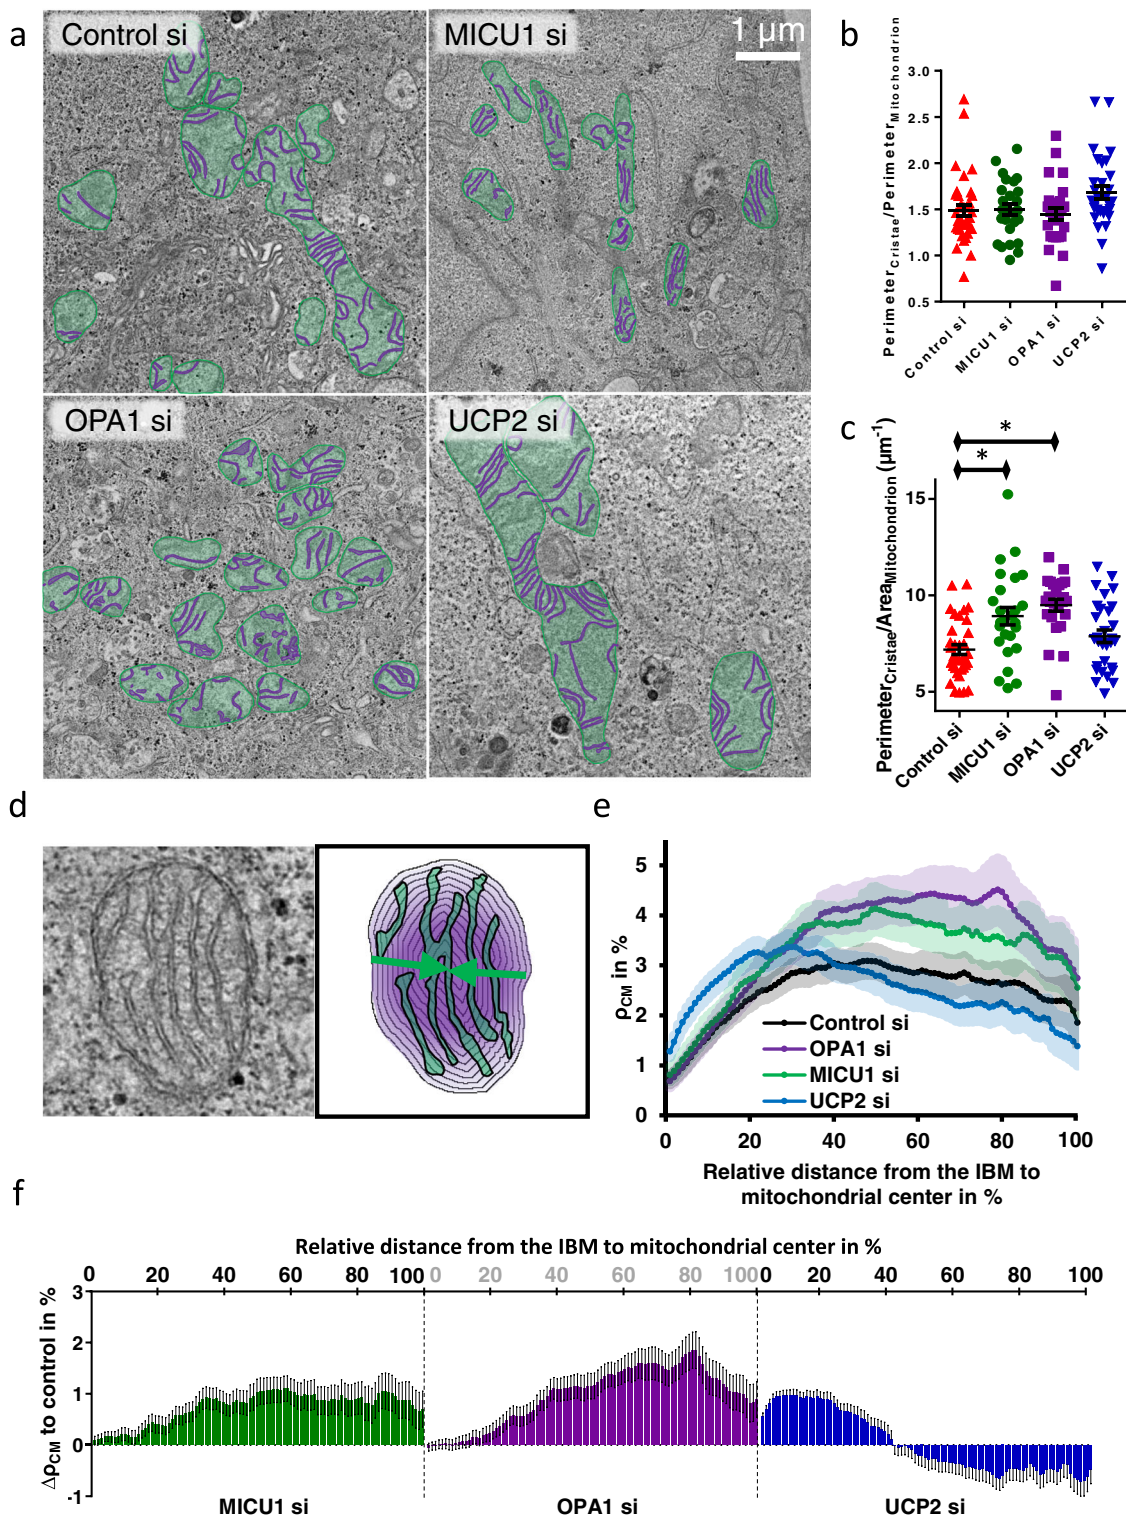 a
Control si
MICU1 si
1 µm
OPA1 si
UCP2 si
b
Perimeter_Cristae/Perimeter_Mitochondrion
3.0
2.5
2.0
1.5
1.0
0.5
Control si
MICU1 si
OPA1 si
UCP2 si
c
Perimeter_Cristae/Area_Mitochondrion (µm⁻¹)
*
*
15
10
5
Control si
MICU1 si
OPA1 si
UCP2 si
d
e
ρCM in %
5
4
3
2
1
0
Control si
OPA1 si
MICU1 si
UCP2 si
0 20 40 60 80 100
Relative distance from the IBM to
mitochondrial center in %
f
Relative distance from the IBM to mitochondrial center in %
0 20 40 60 80 100 20 40 60 80 100 0 20 40 60 80 100
ΔρCM to control in %
3
2
1
0
-1
MICU1 si OPA1 si UCP2 si